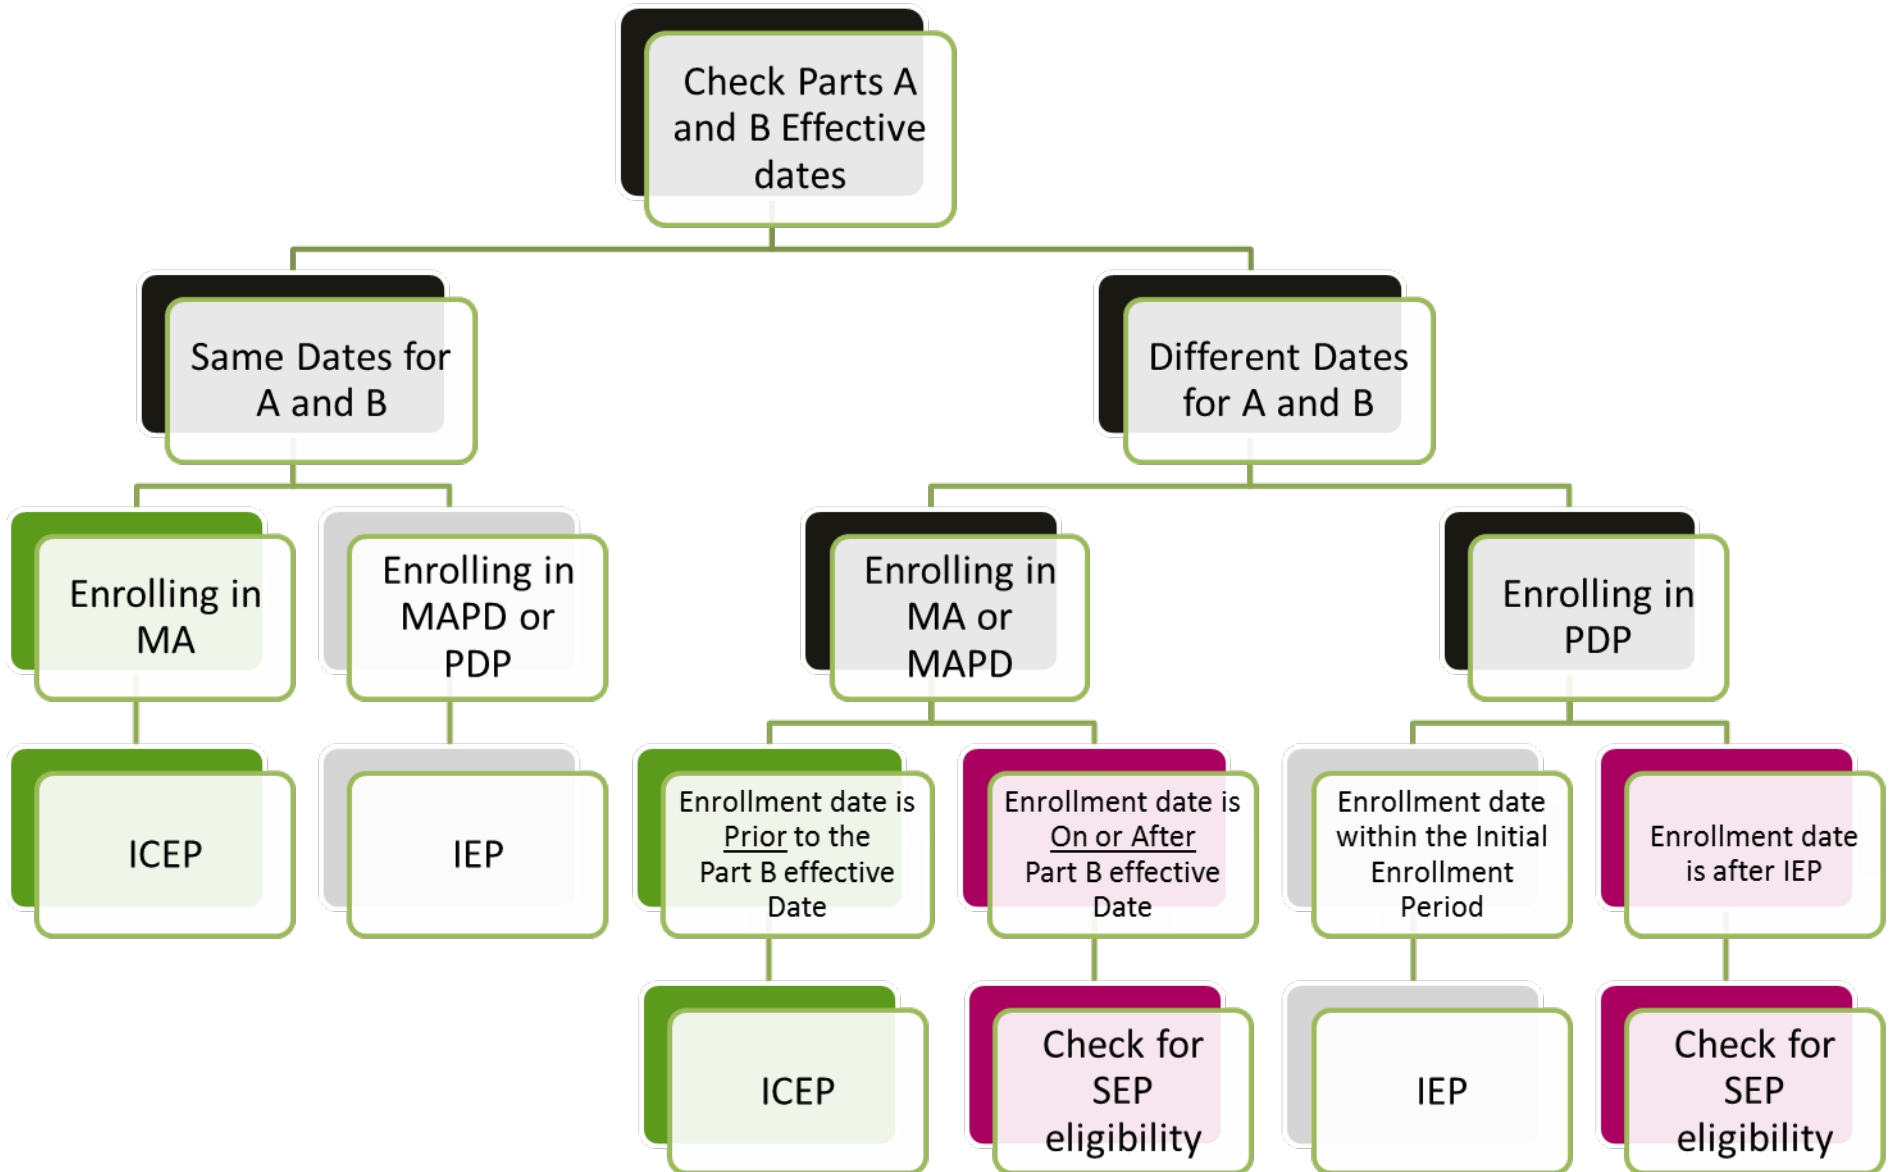 Check Parts A
and B Effective
dates
Same Dates for
A and B
Different Dates
for A and B
Enrolling in
MA
Enrolling in
MAPD or
PDP
Enrolling in
MA or
MAPD
Enrolling in
PDP
ICEP
IEP
Enrollment date is
Prior to the
Part B effective
Date
Enrollment date is
On or After
Part B effective
Date
Enrollment date
within the Initial
Enrollment
Period
Enrollment date
is after IEP
ICEP
Check for
SEP
eligibility
IEP
Check for
SEP
eligibility